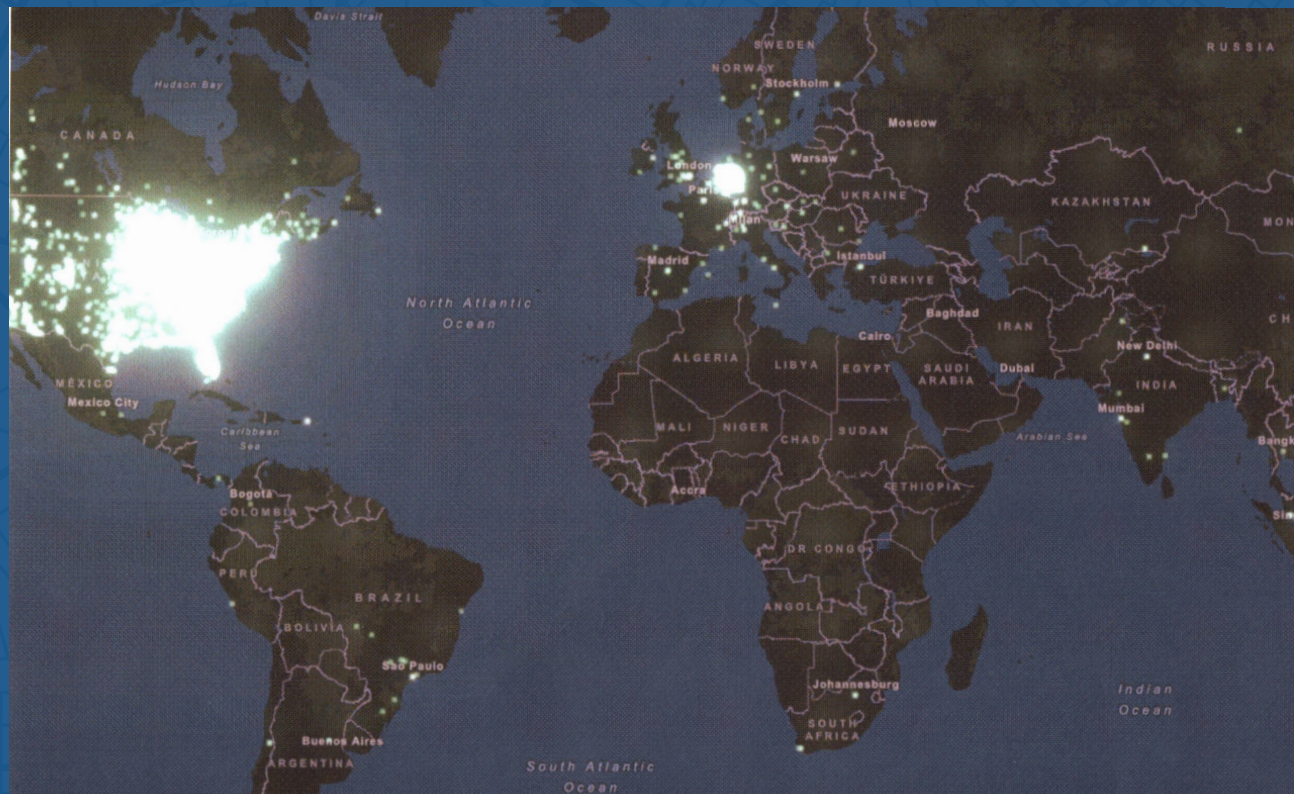 Davis Strait
SWEDEN
RUSSIA
NORWAY
Hudson Bay
Stockholm
Moscow
CANADA
London
Warsaw
UKRAINE
KAZAKHSTAN
Milan
Istanbul
Madrid
TÜRKIYE
North Atlantic
Ocean
Baghdad
IRAN
Cairo
New Delhi
ALGERIA
LIBYA
EGYPT
SAUDI
ARABIA
Dubai
INDIA
MÉXICO
Mexico City
Mumbai
Caribbean
Sea
MALI
NIGER
CHAD
SUDAN
Arabian Sea
Bogotá
COLOMBIA
Accra
ETHIOPIA
DR CONGO
PERU
BRAZIL
ANGOLA
BOLIVIA
São Paulo
Johannesburg
Indian
Ocean
SOUTH
AFRICA
Buenos Aires
ARGENTINA
South Atlantic
Ocean